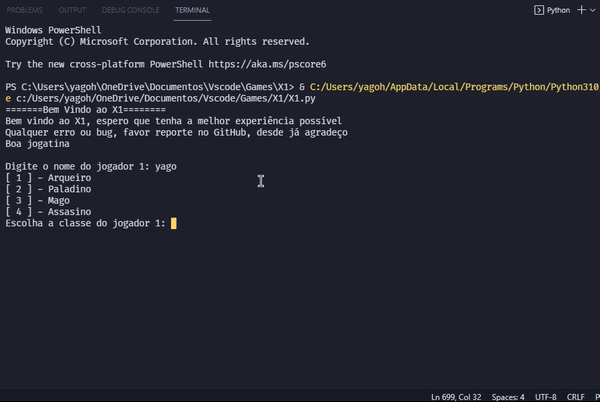 PROBLEMS OUTPUT DEBUG CONSOLE TERMINAL Python
Windows PowerShell
Copyright (C) Microsoft Corporation. All rights reserved.
Try the new cross-platform PowerShell https://aka.ms/pscore6
PS C:\Users\yagoh\OneDrive\Documentos\Vscode\Games\X1> & C:/Users/yagoh/AppData/Local/Programs/Python/Python310
e c:/Users/yagoh/OneDrive/Documentos/Vscode/Games/X1/X1.py
=======Bem Vindo ao X1========
Bem vindo ao X1, espero que tenha a melhor experiência possivel
Qualquer erro ou bug, favor reporte no GitHub, desde já agradeço
Boa jogatina
Digite o nome do jogador 1: yago
[ 1 ] - Arqueiro
[ 2 ] - Paladino
[ 3 ] - Mago
[ 4 ] - Assasino
Escolha a classe do jogador 1:
Ln 699, Col 32 Spaces: 4 UTF-8 CRLF P